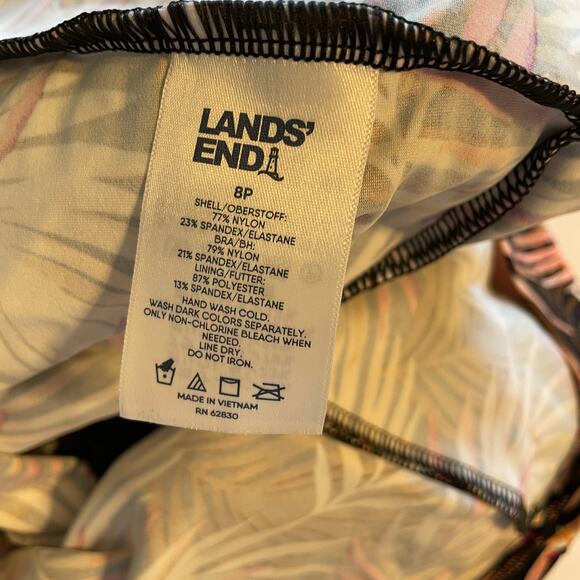 LANDS'
END
8P
SHELL/OBERSTOFF:
77% NYLON
23% SPANDEX/ELASTANE
BRA/BH:
79% NYLON
21% SPANDEX/ELASTANE
LINING/FUTTER:
87% POLYESTER
13% SPANDEX/ELASTANE
HAND WASH COLD.
WASH DARK COLORS SEPARATELY.
ONLY NON-CHLORINE BLEACH WHEN
NEEDED.
LINE DRY.
DO NOT IRON.
MADE IN VIETNAM
RN 62830